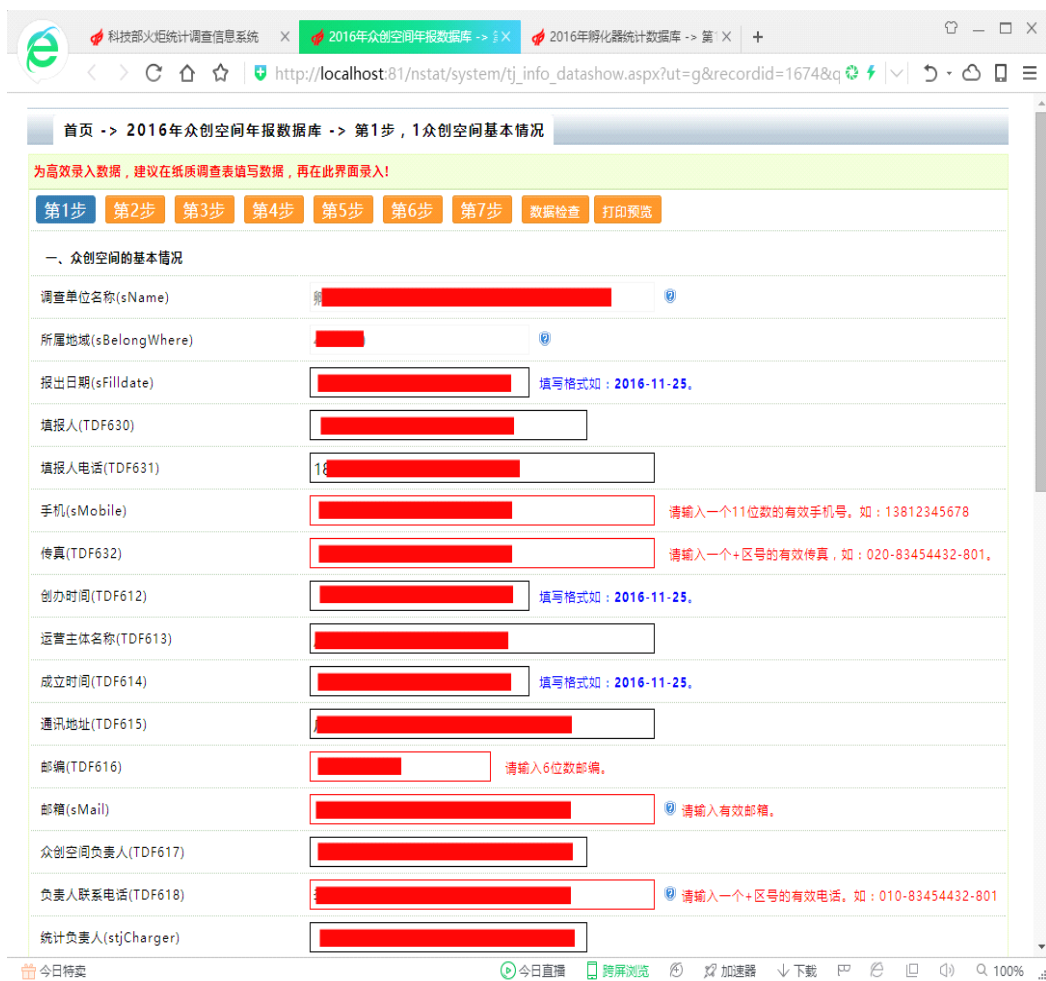 科技部火炬统计调查信息系统 2016年众创空间年报数据库 -> 2016年孵化器统计数据库 -> 第
http://localhost:81/nstat/system/tj_info_datashow.aspx?ut=g&recordid=1674&q
首页 -> 2016年众创空间年报数据库 -> 第1步，1众创空间基本情况
为高效录入数据，建议在纸质调查表填写数据，再在此界面录入!
第1步 第2步 第3步 第4步 第5步 第6步 第7步 数据检查 打印预览
一、众创空间的基本情况
调查单位名称(sName)
所属地域(sBelongWhere)
报出日期(sFilldate) 填写格式如：2016-11-25。
填报人(TDF630)
填报人电话(TDF631) 18
手机(sMobile) 请输入一个11位数的有效手机号。如：13812345678
传真(TDF632) 请输入一个+区号的有效传真，如：020-83454432-801。
创办时间(TDF612) 填写格式如：2016-11-25。
运营主体名称(TDF613)
成立时间(TDF614) 填写格式如：2016-11-25。
通讯地址(TDF615)
邮编(TDF616) 请输入6位数邮编。
邮箱(sMail) 请输入有效邮箱。
众创空间负责人(TDF617)
负责人联系电话(TDF618) 请输入一个+区号的有效电话。如：010-83454432-801
统计负责人(stjCharger)
今日特卖 今日直播 跨屏浏览 加速器 下载 100%